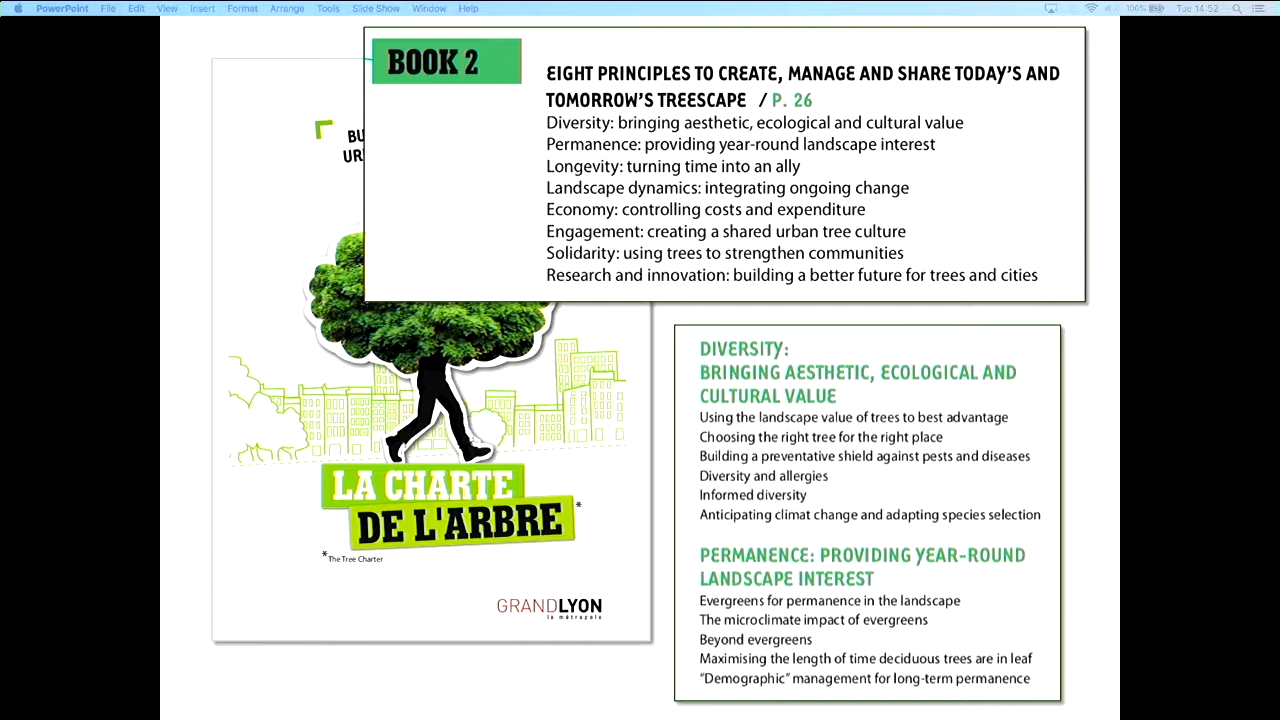 PowerPoint File Edit View Insert Format Arrange Tools Slide Show Window Help 100% Tue 14:52
BOOK 2
EIGHT PRINCIPLES TO CREATE, MANAGE AND SHARE TODAY'S AND
TOMORROW'S TREESCAPE / P. 26
Diversity: bringing aesthetic, ecological and cultural value
Permanence: providing year-round landscape interest
Longevity: turning time into an ally
Landscape dynamics: integrating ongoing change
Economy: controlling costs and expenditure
Engagement: creating a shared urban tree culture
Solidarity: using trees to strengthen communities
Research and innovation: building a better future for trees and cities
BU
UR
LA CHARTE
DE L'ARBRE *
*The Tree Charter
GRANDLYON
la métropole
DIVERSITY:
BRINGING AESTHETIC, ECOLOGICAL AND
CULTURAL VALUE
Using the landscape value of trees to best advantage
Choosing the right tree for the right place
Building a preventative shield against pests and diseases
Diversity and allergies
Informed diversity
Anticipating climat change and adapting species selection
PERMANENCE: PROVIDING YEAR-ROUND
LANDSCAPE INTEREST
Evergreens for permanence in the landscape
The microclimate impact of evergreens
Beyond evergreens
Maximising the length of time deciduous trees are in leaf
"Demographic" management for long-term permanence